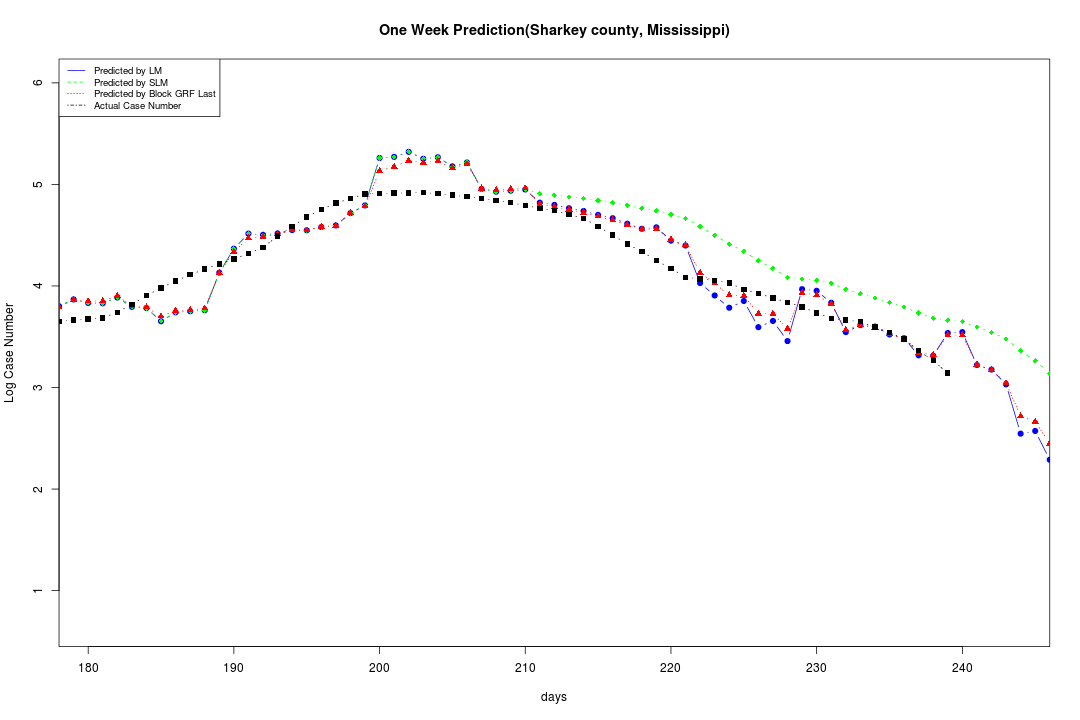 One Week Prediction(Sharkey county, Mississippi)
Predicted by LM
Predicted by SLM
Predicted by Block GRF Last
Actual Case Number
6
5
4
3
2
1
Log Case Number
180 190 200 210 220 230 240
days